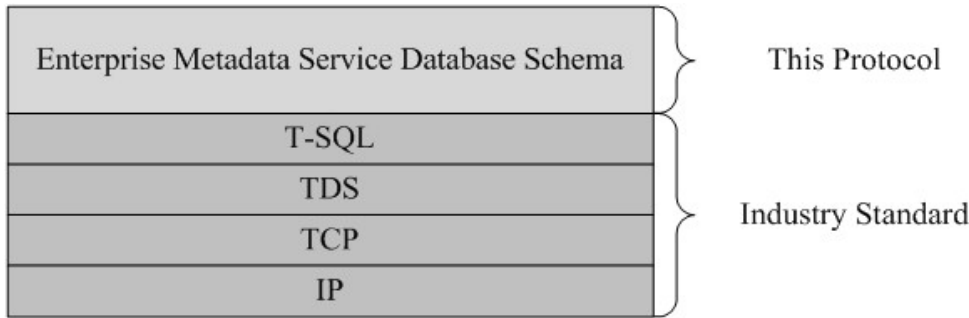 Enterprise Metadata Service Database Schema
This Protocol
T-SQL
TDS
TCP
IP
Industry Standard